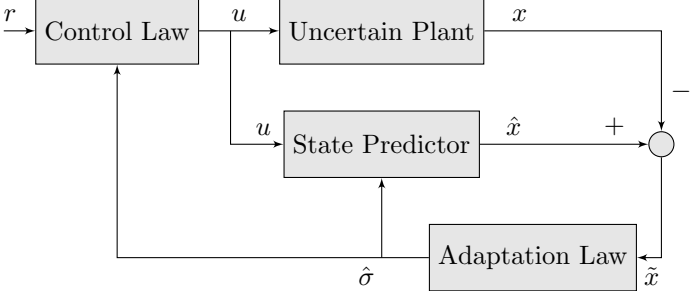 r
Control Law
u
Uncertain Plant
x
−
u
State Predictor
x̂
+
Adaptation Law
σ̂
x̃